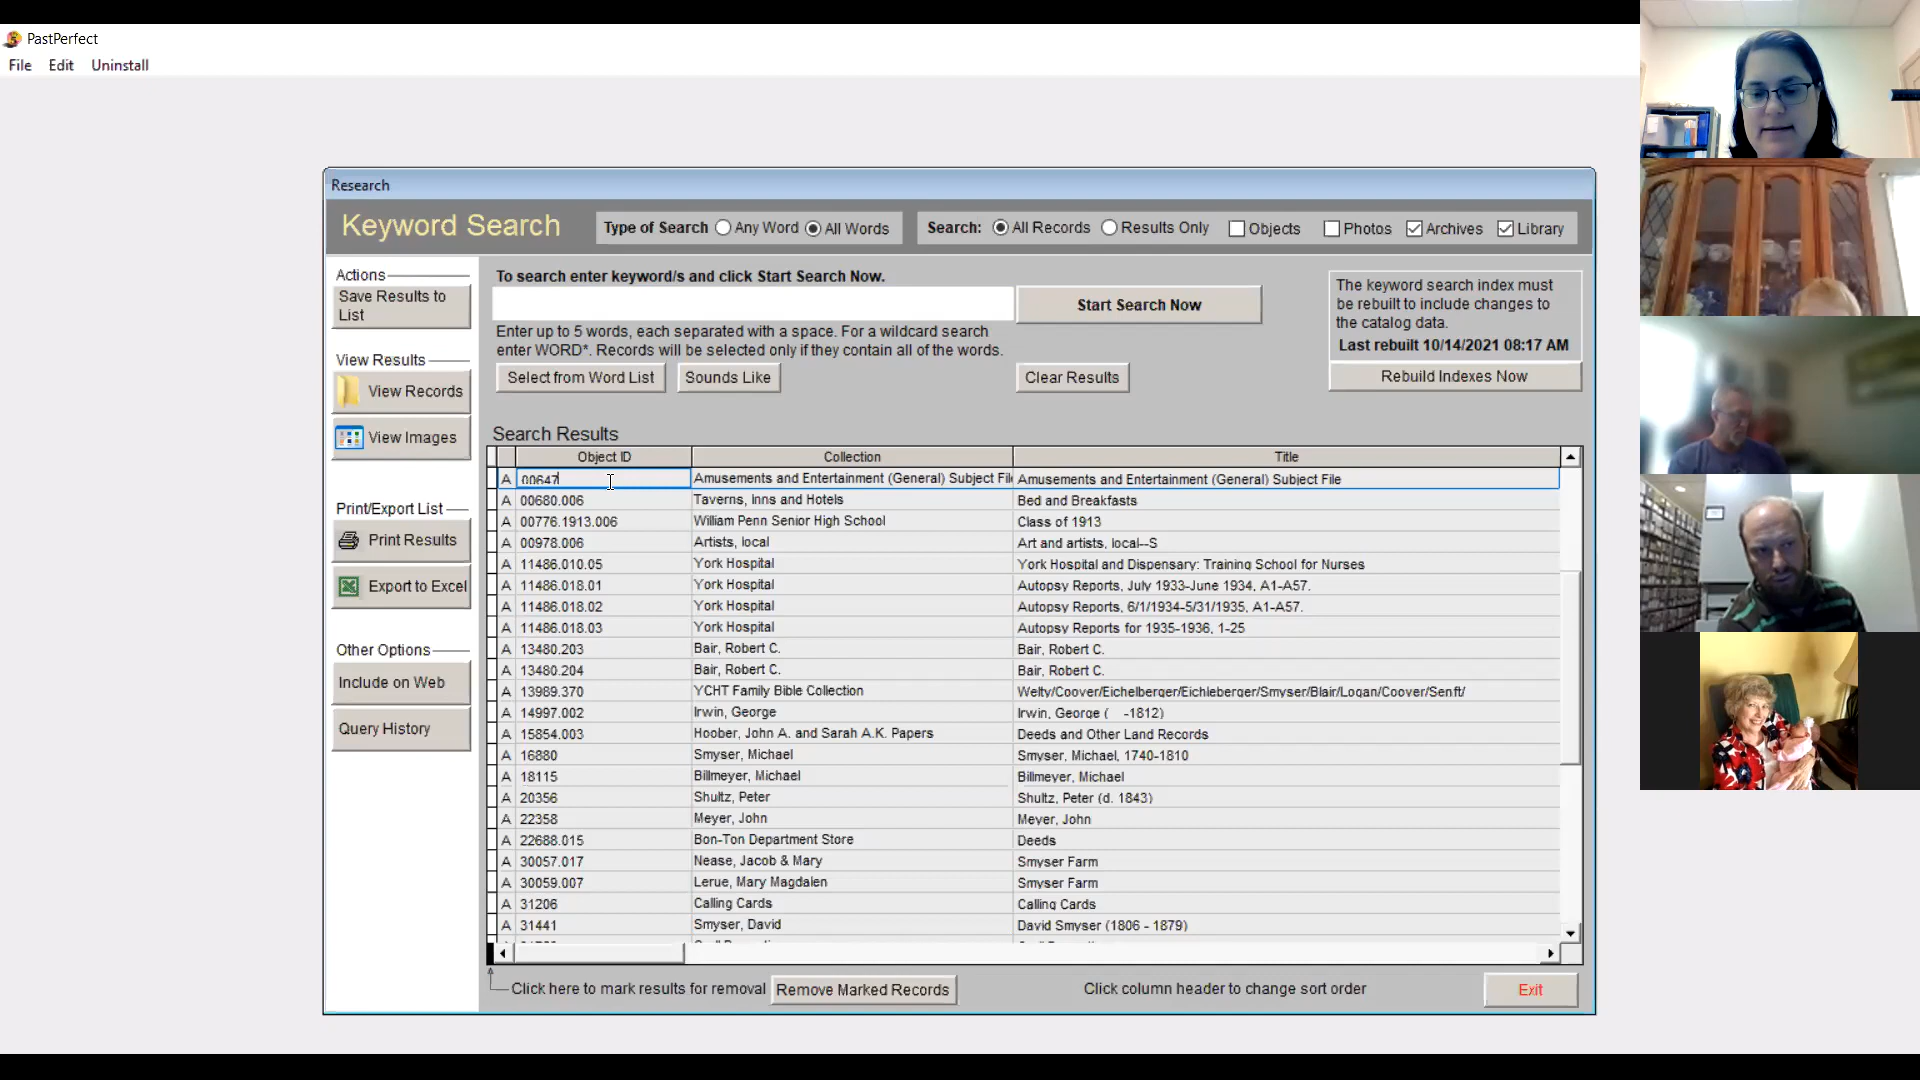 PastPerfect
File Edit Uninstall
Research
Keyword Search
Type of Search Any Word All Words
Search: All Records Results Only Objects Photos Archives Library
Actions
Save Results to
List
View Results
View Records
View Images
Print/Export List
Print Results
Export to Excel
Other Options
Include on Web
Query History
To search enter keyword/s and click Start Search Now.
Start Search Now
Enter up to 5 words, each separated with a space. For a wildcard search
enter WORD*. Records will be selected only if they contain all of the words.
Select from Word List Sounds Like Clear Results
The keyword search index must
be rebuilt to include changes to
the catalog data.
Last rebuilt 10/14/2021 08:17 AM
Rebuild Indexes Now
Search Results
Object ID Collection Title
A 00647 Amusements and Entertainment (General) Subject File Amusements and Entertainment (General) Subject File
A 00680.006 Taverns, Inns and Hotels Bed and Breakfasts
A 00776.1913.006 William Penn Senior High School Class of 1913
A 00978.006 Artists, local Art and artists, local--S
A 11486.010.05 York Hospital York Hospital and Dispensary: Training School for Nurses
A 11486.018.01 York Hospital Autopsy Reports, July 1933-June 1934, A1-A57.
A 11486.018.02 York Hospital Autopsy Reports, 6/1/1934-5/31/1935, A1-A57.
A 11486.018.03 York Hospital Autopsy Reports for 1935-1936, 1-25
A 13480.203 Bair, Robert C. Bair, Robert C.
A 13480.204 Bair, Robert C. Bair, Robert C.
A 13989.370 YCHT Family Bible Collection Welty/Coover/Eichelberger/Eichleberger/Smyser/Blair/Logan/Coover/Senft/
A 14997.002 Irwin, George Irwin, George ( -1812)
A 15854.003 Hoober, John A. and Sarah A.K. Papers Deeds and Other Land Records
A 16880 Smyser, Michael Smyser, Michael, 1740-1810
A 18115 Billmeyer, Michael Billmeyer, Michael
A 20356 Shultz, Peter Shultz, Peter (d. 1843)
A 22358 Meyer, John Meyer, John
A 22688.015 Bon-Ton Department Store Deeds
A 30057.017 Nease, Jacob & Mary Smyser Farm
A 30059.007 Lerue, Mary Magdalen Smyser Farm
A 31206 Calling Cards Calling Cards
A 31441 Smyser, David David Smyser (1806 - 1879)
Click here to mark results for removal Remove Marked Records Click column header to change sort order Exit